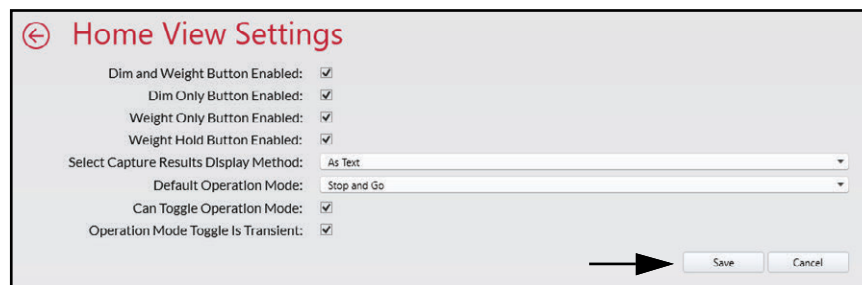 Home View Settings
Dim and Weight Button Enabled:
Dim Only Button Enabled:
Weight Only Button Enabled:
Weight Hold Button Enabled:
Select Capture Results Display Method: As Text
Default Operation Mode: Stop and Go
Can Toggle Operation Mode:
Operation Mode Toggle Is Transient:
Save Cancel